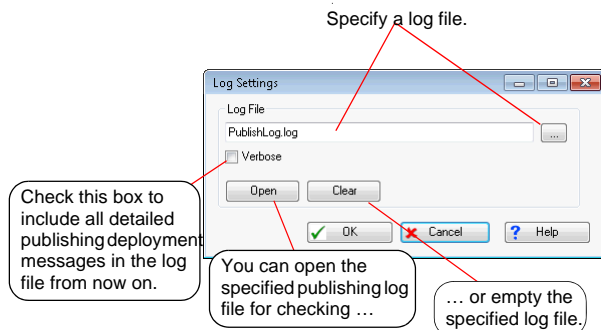 Specify a log file.
Log Settings
Log File
PublishLog.log
...
Verbose
Open Clear
OK Cancel ? Help
Check this box to
include all detailed
publishing deployment
messages in the log
file from now on.
You can open the
specified publishing log
file for checking …
… or empty the
specified log file.